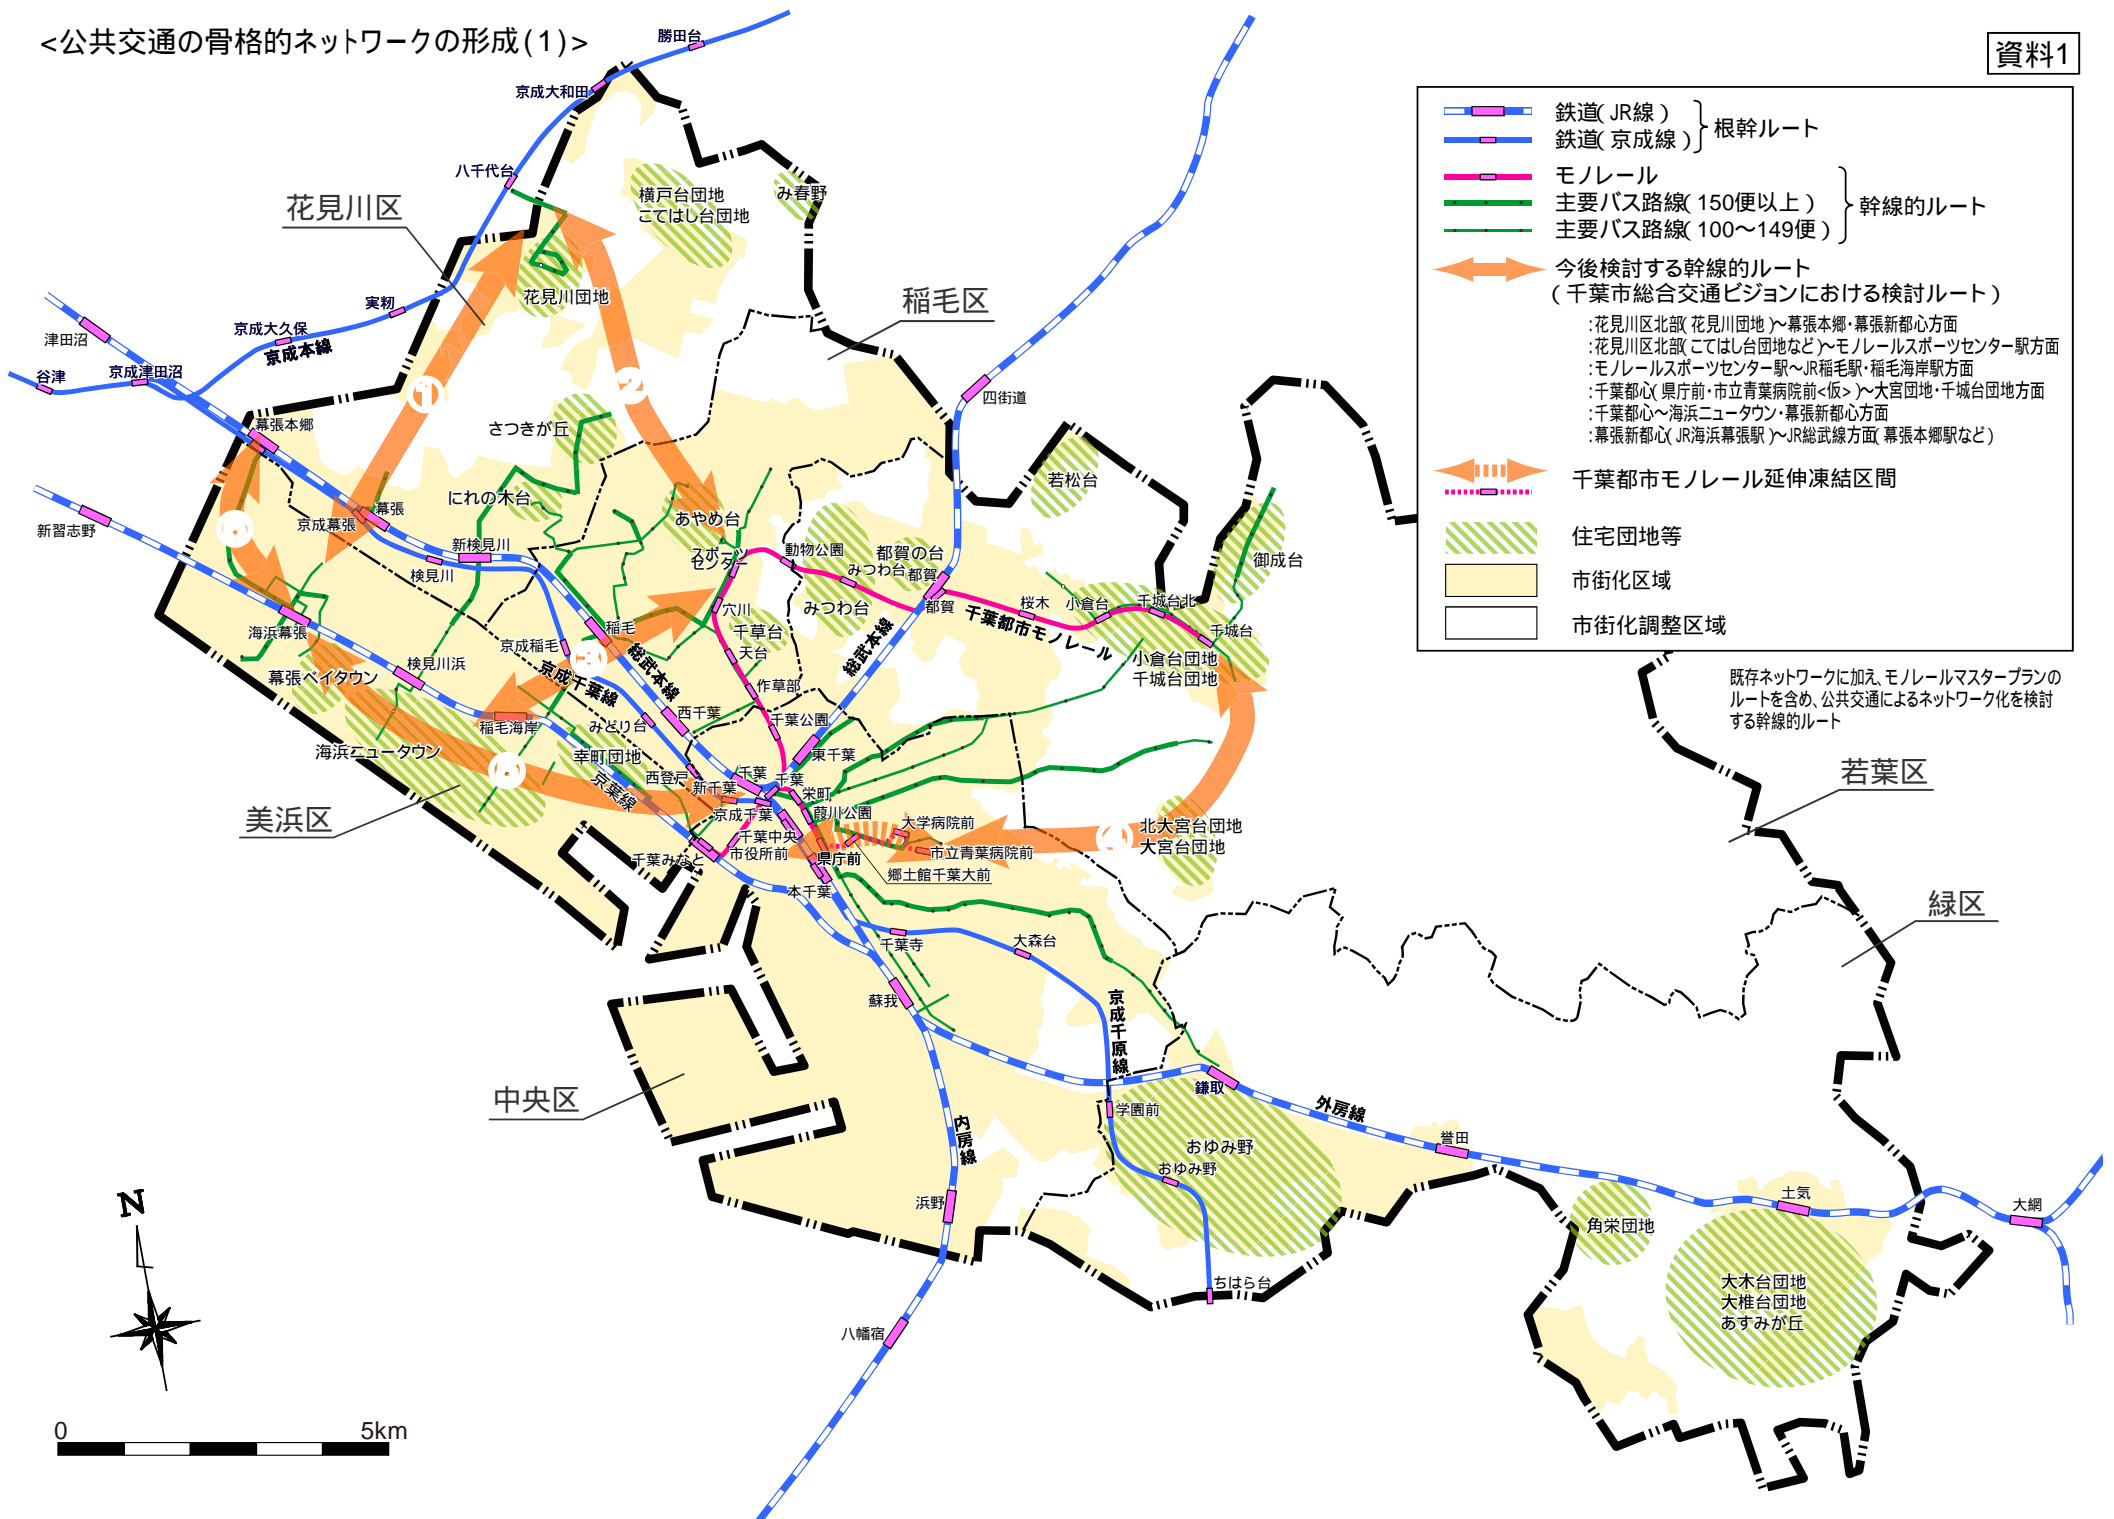 <公共交通の骨格的ネットワークの形成(1)>
資料1
鉄道(JR線)
鉄道(京成線)
根幹ルート
モノレール
主要バス路線(150便以上)
主要バス路線(100～149便)
幹線的ルート
今後検討する幹線的ルート
(千葉市総合交通ビジョンにおける検討ルート)
:花見川区北部(花見川団地)～幕張本郷・幕張新都心方面
:花見川区北部(こてはし台団地など)～モノレールスポーツセンター駅方面
:モノレールスポーツセンター駅～JR稲毛駅・稲毛海岸駅方面
:千葉都心(県庁前・市立青葉病院前<仮>)～大宮団地・千城台団地方面
:千葉都心～海浜ニュータウン・幕張新都心方面
:幕張新都心(JR海浜幕張駅)～JR総武線方面(幕張本郷駅など)
千葉都市モノレール延伸凍結区間
住宅団地等
市街化区域
市街化調整区域
既存ネットワークに加え、モノレールマスタープランの
ルートを含め、公共交通によるネットワーク化を検討
する幹線的ルート
勝田台
京成大和田
八千代台
花見川区
横戸台団地
こてはし台団地
み春野
花見川団地
実籾
京成大久保
京成本線
津田沼
谷津
京成津田沼
稲毛区
四街道
①
②
幕張本郷
さつきが丘
にれの木台
若松台
新習志野
京成幕張
幕張
新検見川
検見川
あやめ台
スポーツ
センター
動物公園
都賀の台
みつわ台
都賀
みつわ台
都賀
御成台
桜木
小倉台
千城台北
千城台
千葉都市モノレール
小倉台団地
千城台団地
穴川
千草台
天台
作草部
千葉公園
海浜幕張
京成稲毛
稲毛
総武本線
総武本線
京成千葉線
幕張ベイタウン
検見川浜
稲毛海岸
みどり台
西千葉
海浜ニュータウン
幸町団地
京葉線
西登戸
新千葉
千葉
千葉
東千葉
栄町
京成千葉
葭川公園
千葉中央
市役所前
県庁前
千葉みなと
本千葉
大学病院前
市立青葉病院前
郷土館千葉大前
④
北大宮台団地
大宮台団地
美浜区
若葉区
緑区
千葉寺
大森台
蘇我
京成千原線
中央区
内房線
鎌取
学園前
おゆみ野
おゆみ野
外房線
誉田
土気
大網
浜野
ちはら台
角栄団地
大木台団地
大椎台団地
あすみが丘
八幡宿
N
0
5km